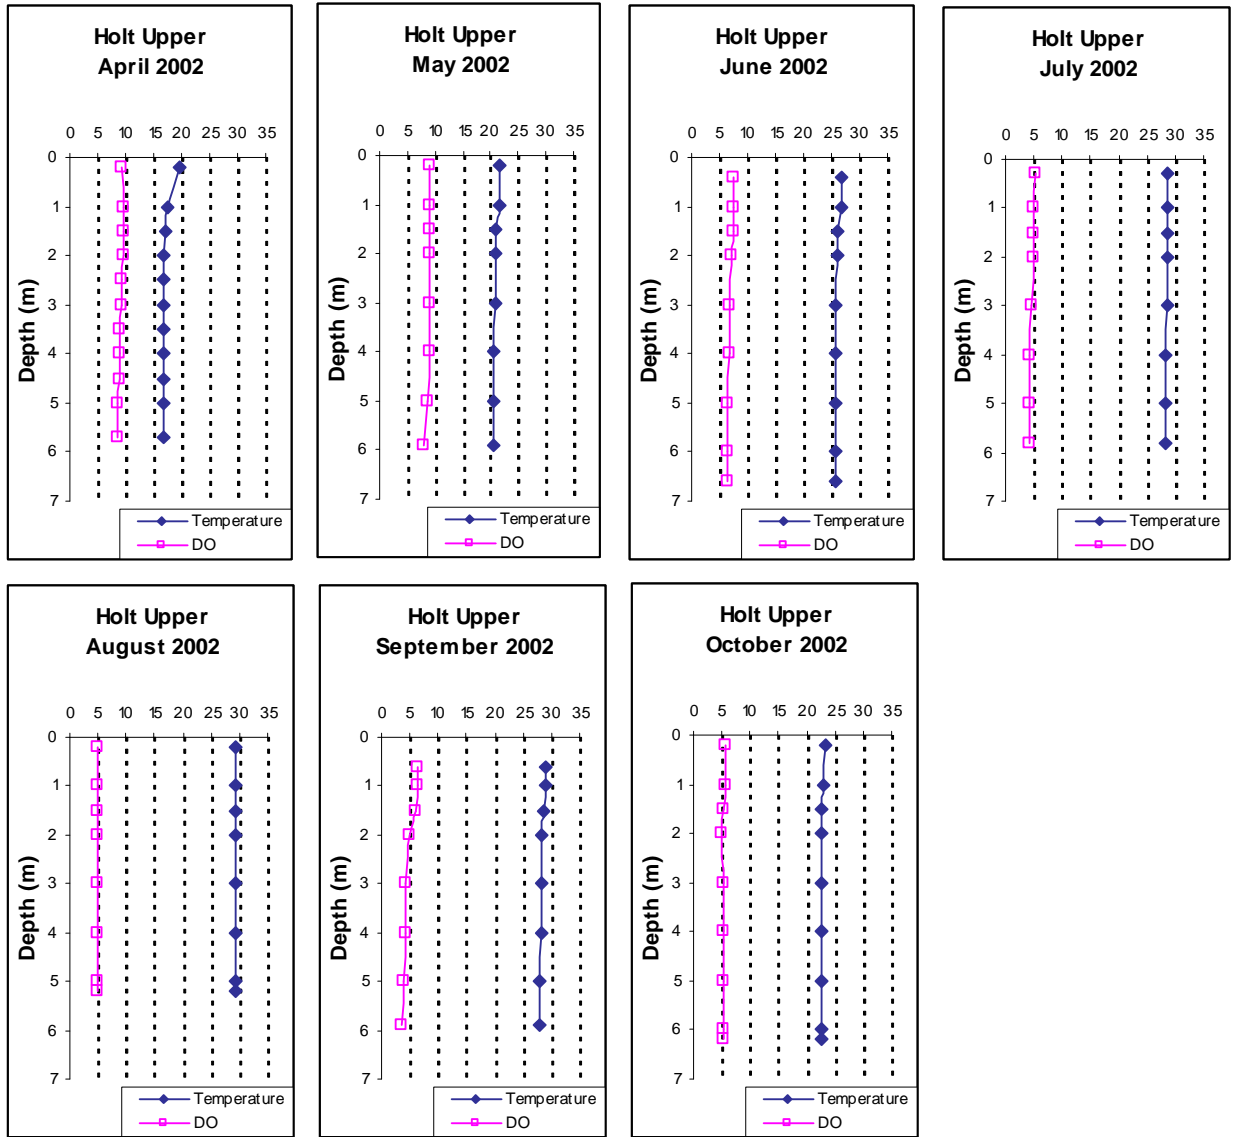 Holt Upper
April 2002
0 5 10 15 20 25 30 35
0
1
2
3
4
5
6
7
Depth (m)
Temperature
DO
Holt Upper
May 2002
0 5 10 15 20 25 30 35
0
1
2
3
4
5
6
7
Depth (m)
Temperature
DO
Holt Upper
June 2002
0 5 10 15 20 25 30 35
0
1
2
3
4
5
6
7
Depth (m)
Temperature
DO
Holt Upper
July 2002
0 5 10 15 20 25 30 35
0
1
2
3
4
5
6
7
Depth (m)
Temperature
DO
Holt Upper
August 2002
0 5 10 15 20 25 30 35
0
1
2
3
4
5
6
7
Depth (m)
Temperature
DO
Holt Upper
September 2002
0 5 10 15 20 25 30 35
0
1
2
3
4
5
6
7
Depth (m)
Temperature
DO
Holt Upper
October 2002
0 5 10 15 20 25 30 35
0
1
2
3
4
5
6
7
Depth (m)
Temperature
DO